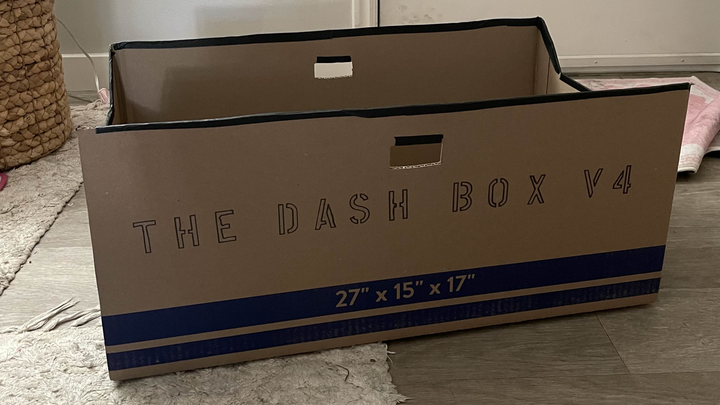 THE DASH BOX V4
27" x 15" x 17"